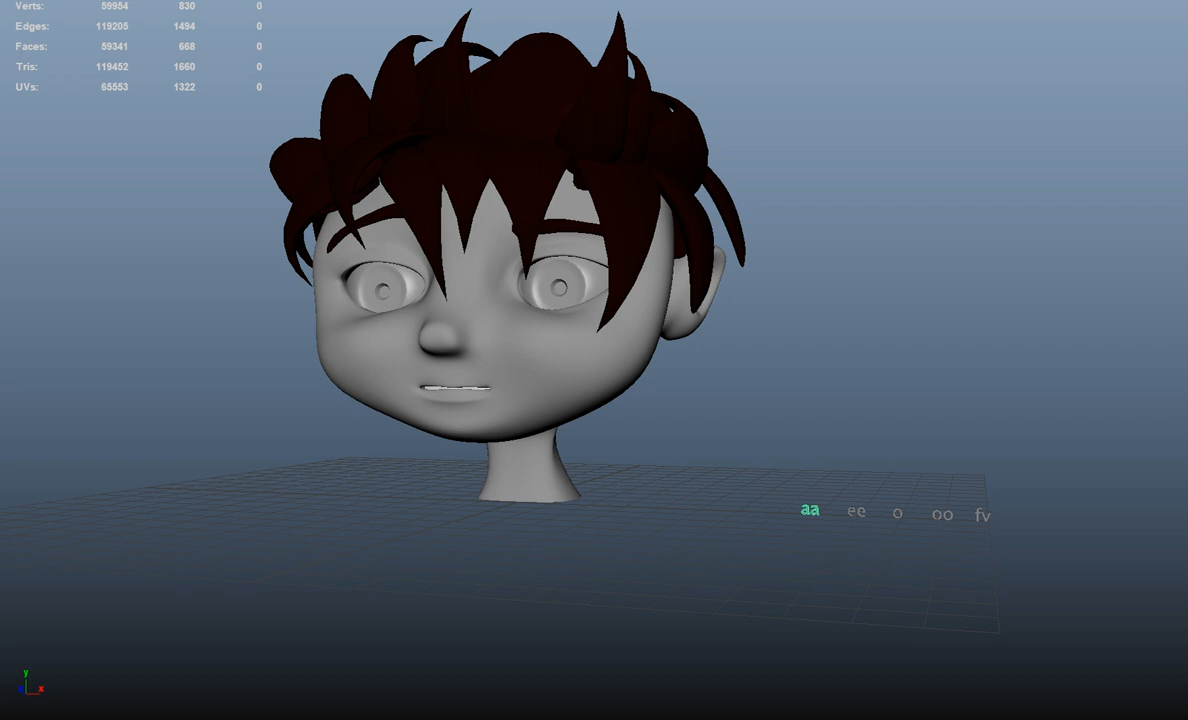 Verts: 59954 830 0
Edges: 119205 1494 0
Faces: 59341 668 0
Tris: 119452 1660 0
UVs: 65553 1322 0
aa ee o oo fv
y
x